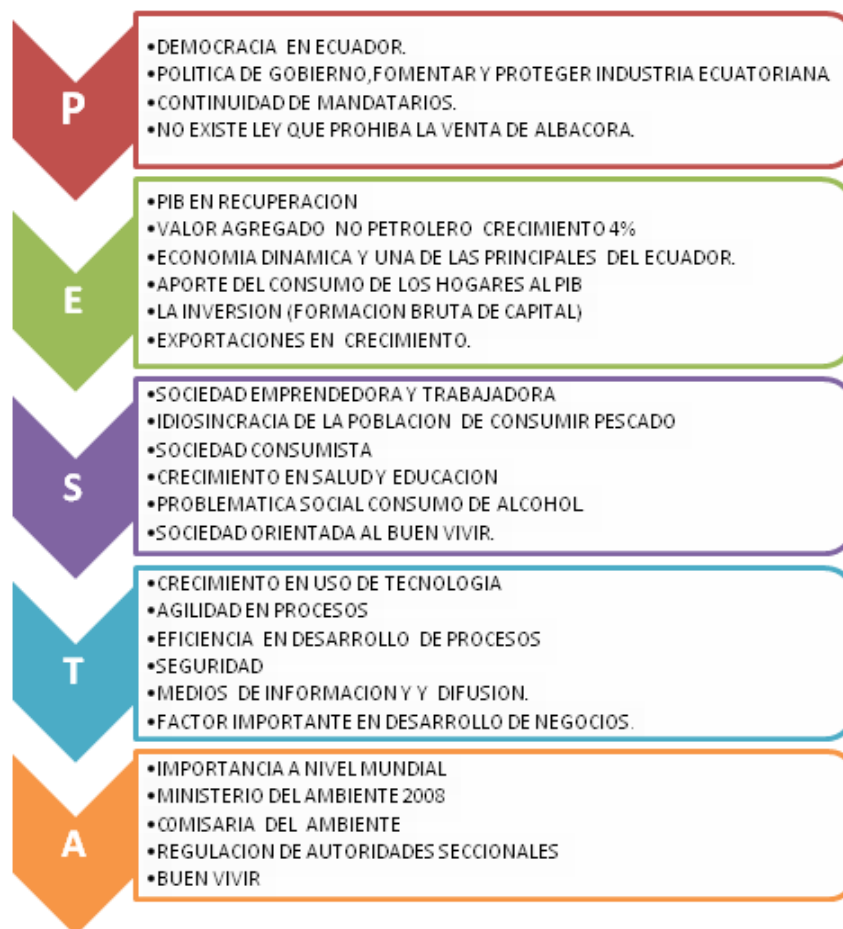 P
•DEMOCRACIA EN ECUADOR.
•POLITICA DE GOBIERNO,FOMENTAR Y PROTEGER INDUSTRIA ECUATORIANA
•CONTINUIDAD DE MANDATARIOS.
•NO EXISTE LEY QUE PROHIBA LA VENTA DE ALBACORA.
E
•PIB EN RECUPERACION
•VALOR AGREGADO NO PETROLERO CRECIMIENTO 4%
•ECONOMIA DINAMICA Y UNA DE LAS PRINCIPALES DEL ECUADOR.
•APORTE DEL CONSUMO DE LOS HOGARES AL PIB
•LA INVERSION (FORMACION BRUTA DE CAPITAL)
•EXPORTACIONES EN CRECIMIENTO.
S
•SOCIEDAD EMPRENDEDORA Y TRABAJADORA
•IDIOSINCRACIA DE LA POBLACION DE CONSUMIR PESCADO
•SOCIEDAD CONSUMISTA
•CRECIMIENTO EN SALUD Y EDUCACION
•PROBLEMATICA SOCIAL CONSUMO DE ALCOHOL
•SOCIEDAD ORIENTADA AL BUEN VIVIR.
T
•CRECIMIENTO EN USO DE TECNOLOGIA
•AGILIDAD EN PROCESOS
•EFICIENCIA EN DESARROLLO DE PROCESOS
•SEGURIDAD
•MEDIOS DE INFORMACION Y Y DIFUSION.
•FACTOR IMPORTANTE EN DESARROLLO DE NEGOCIOS.
A
•IMPORTANCIA A NIVEL MUNDIAL
•MINISTERIO DEL AMBIENTE 2008
•COMISARIA DEL AMBIENTE
•REGULACION DE AUTORIDADES SECCIONALES
•BUEN VIVIR